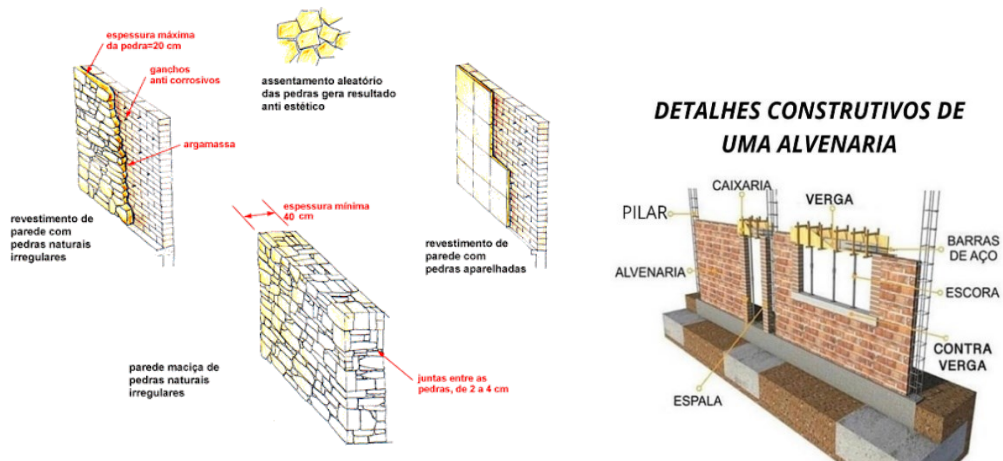 espessura máxima
da pedra=20 cm
ganchos
anti corrosivos
argamassa
revestimento de
parede com
pedras naturais
irregulares
assentamento aleatório
das pedras gera resultado
anti estético
revestimento de
parede com
pedras aparelhadas
espessura mínima
40 cm
parede maciça de
pedras naturais
irregulares
juntas entre as
pedras, de 2 a 4 cm
DETALHES CONSTRUTIVOS DE
UMA ALVENARIA
CAIXARIA
VERGA
PILAR
BARRAS
DE AÇO
ALVENARIA
ESCORA
CONTRA
VERGA
ESPALA